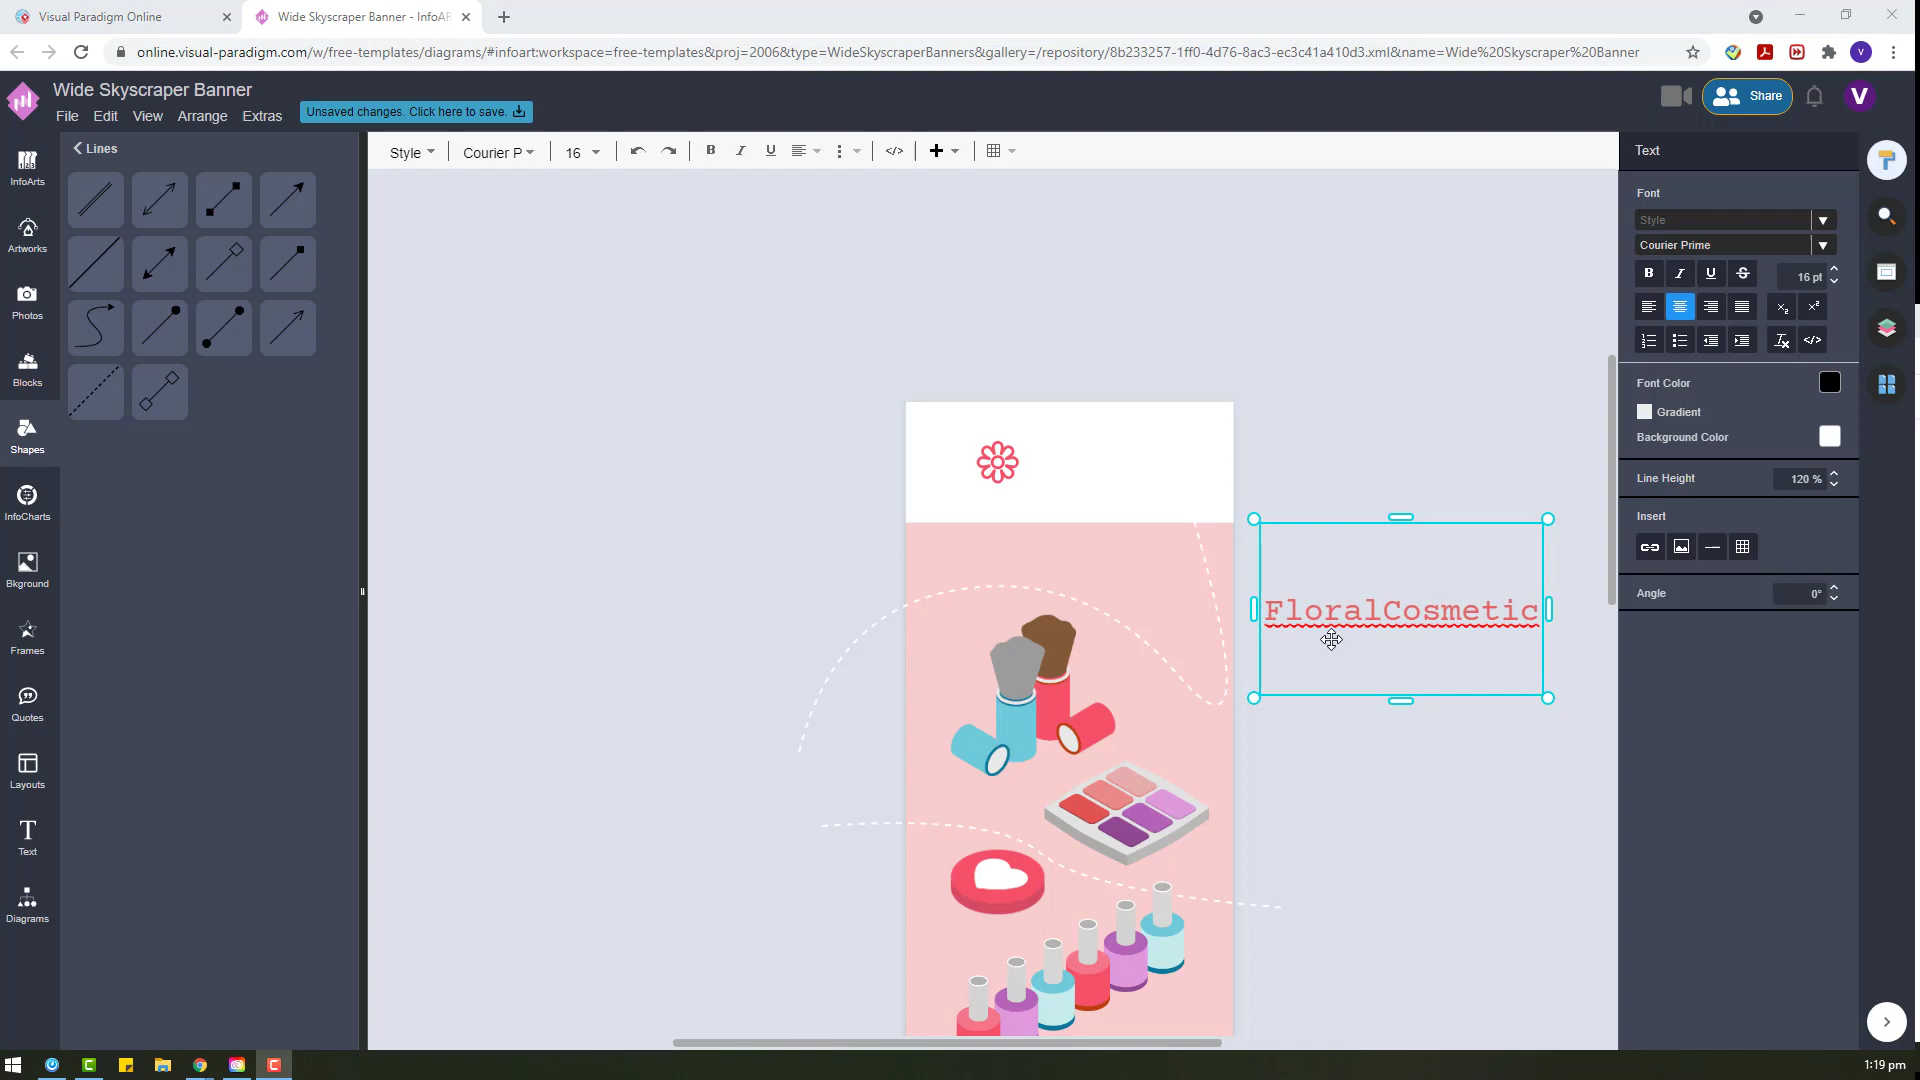 Visual Paradigm Online
Wide Skyscraper Banner - InfoAR
online.visual-paradigm.com/w/free-templates/diagrams/#infoart:workspace=free-templates&proj=2006&type=WideSkyscraperBanners&gallery=/repository/8b233257-1ff0-4d76-8ac3-ec3c41a410d3.xml&name=Wide%20Skyscraper%20Banner
V
Wide Skyscraper Banner
File Edit View Arrange Extras
Unsaved changes. Click here to save.
Share
V
InfoArts
Artworks
Photos
Blocks
Shapes
InfoCharts
Bkground
Frames
Quotes
Layouts
Text
Diagrams
Lines
Style
Courier P
16
B I U
</>
FloralCosmetic
Text
Font
Style
Courier Prime
B I U S
16 pt
Font Color
Gradient
Background Color
Line Height
120 %
Insert
Angle
0°
1:19 pm